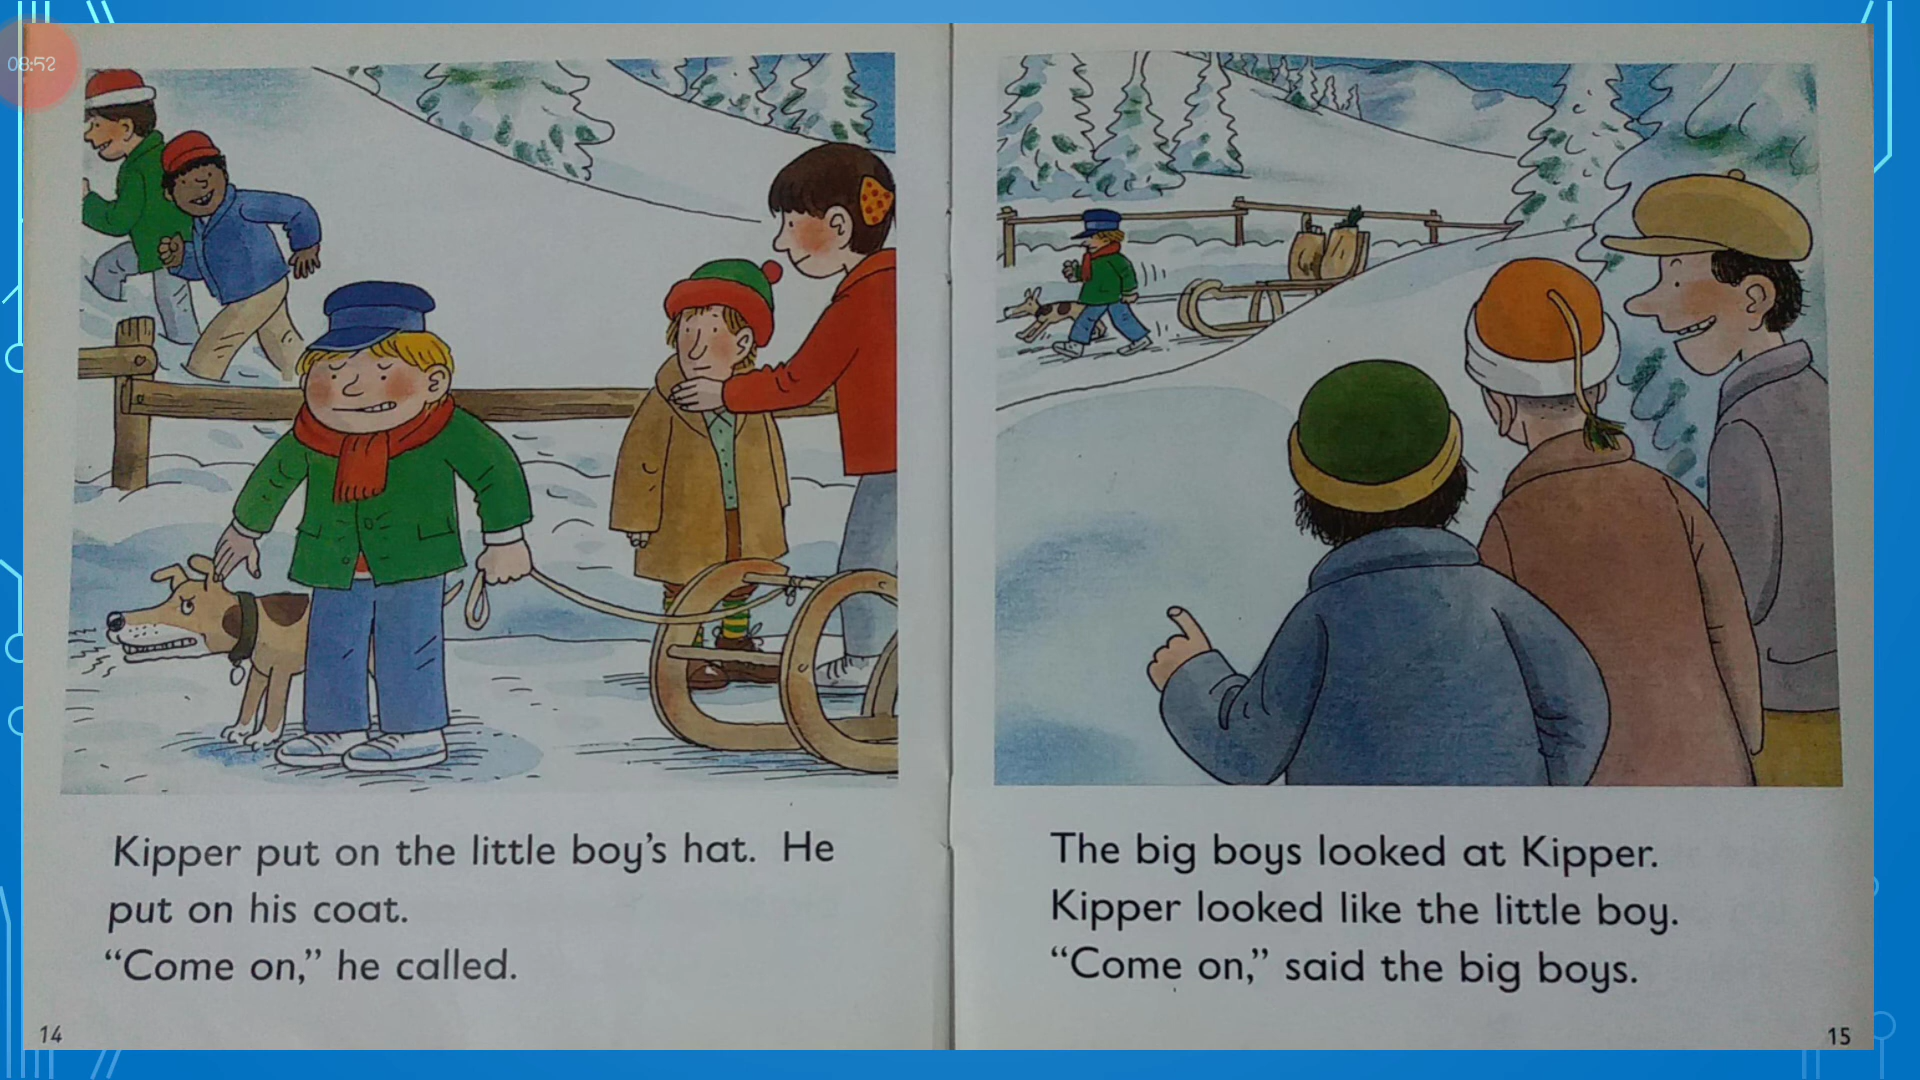 08:52
Kipper put on the little boy's hat. He
put on his coat.
“Come on,” he called.
14
The big boys looked at Kipper.
Kipper looked like the little boy.
“Come on,” said the big boys.
15